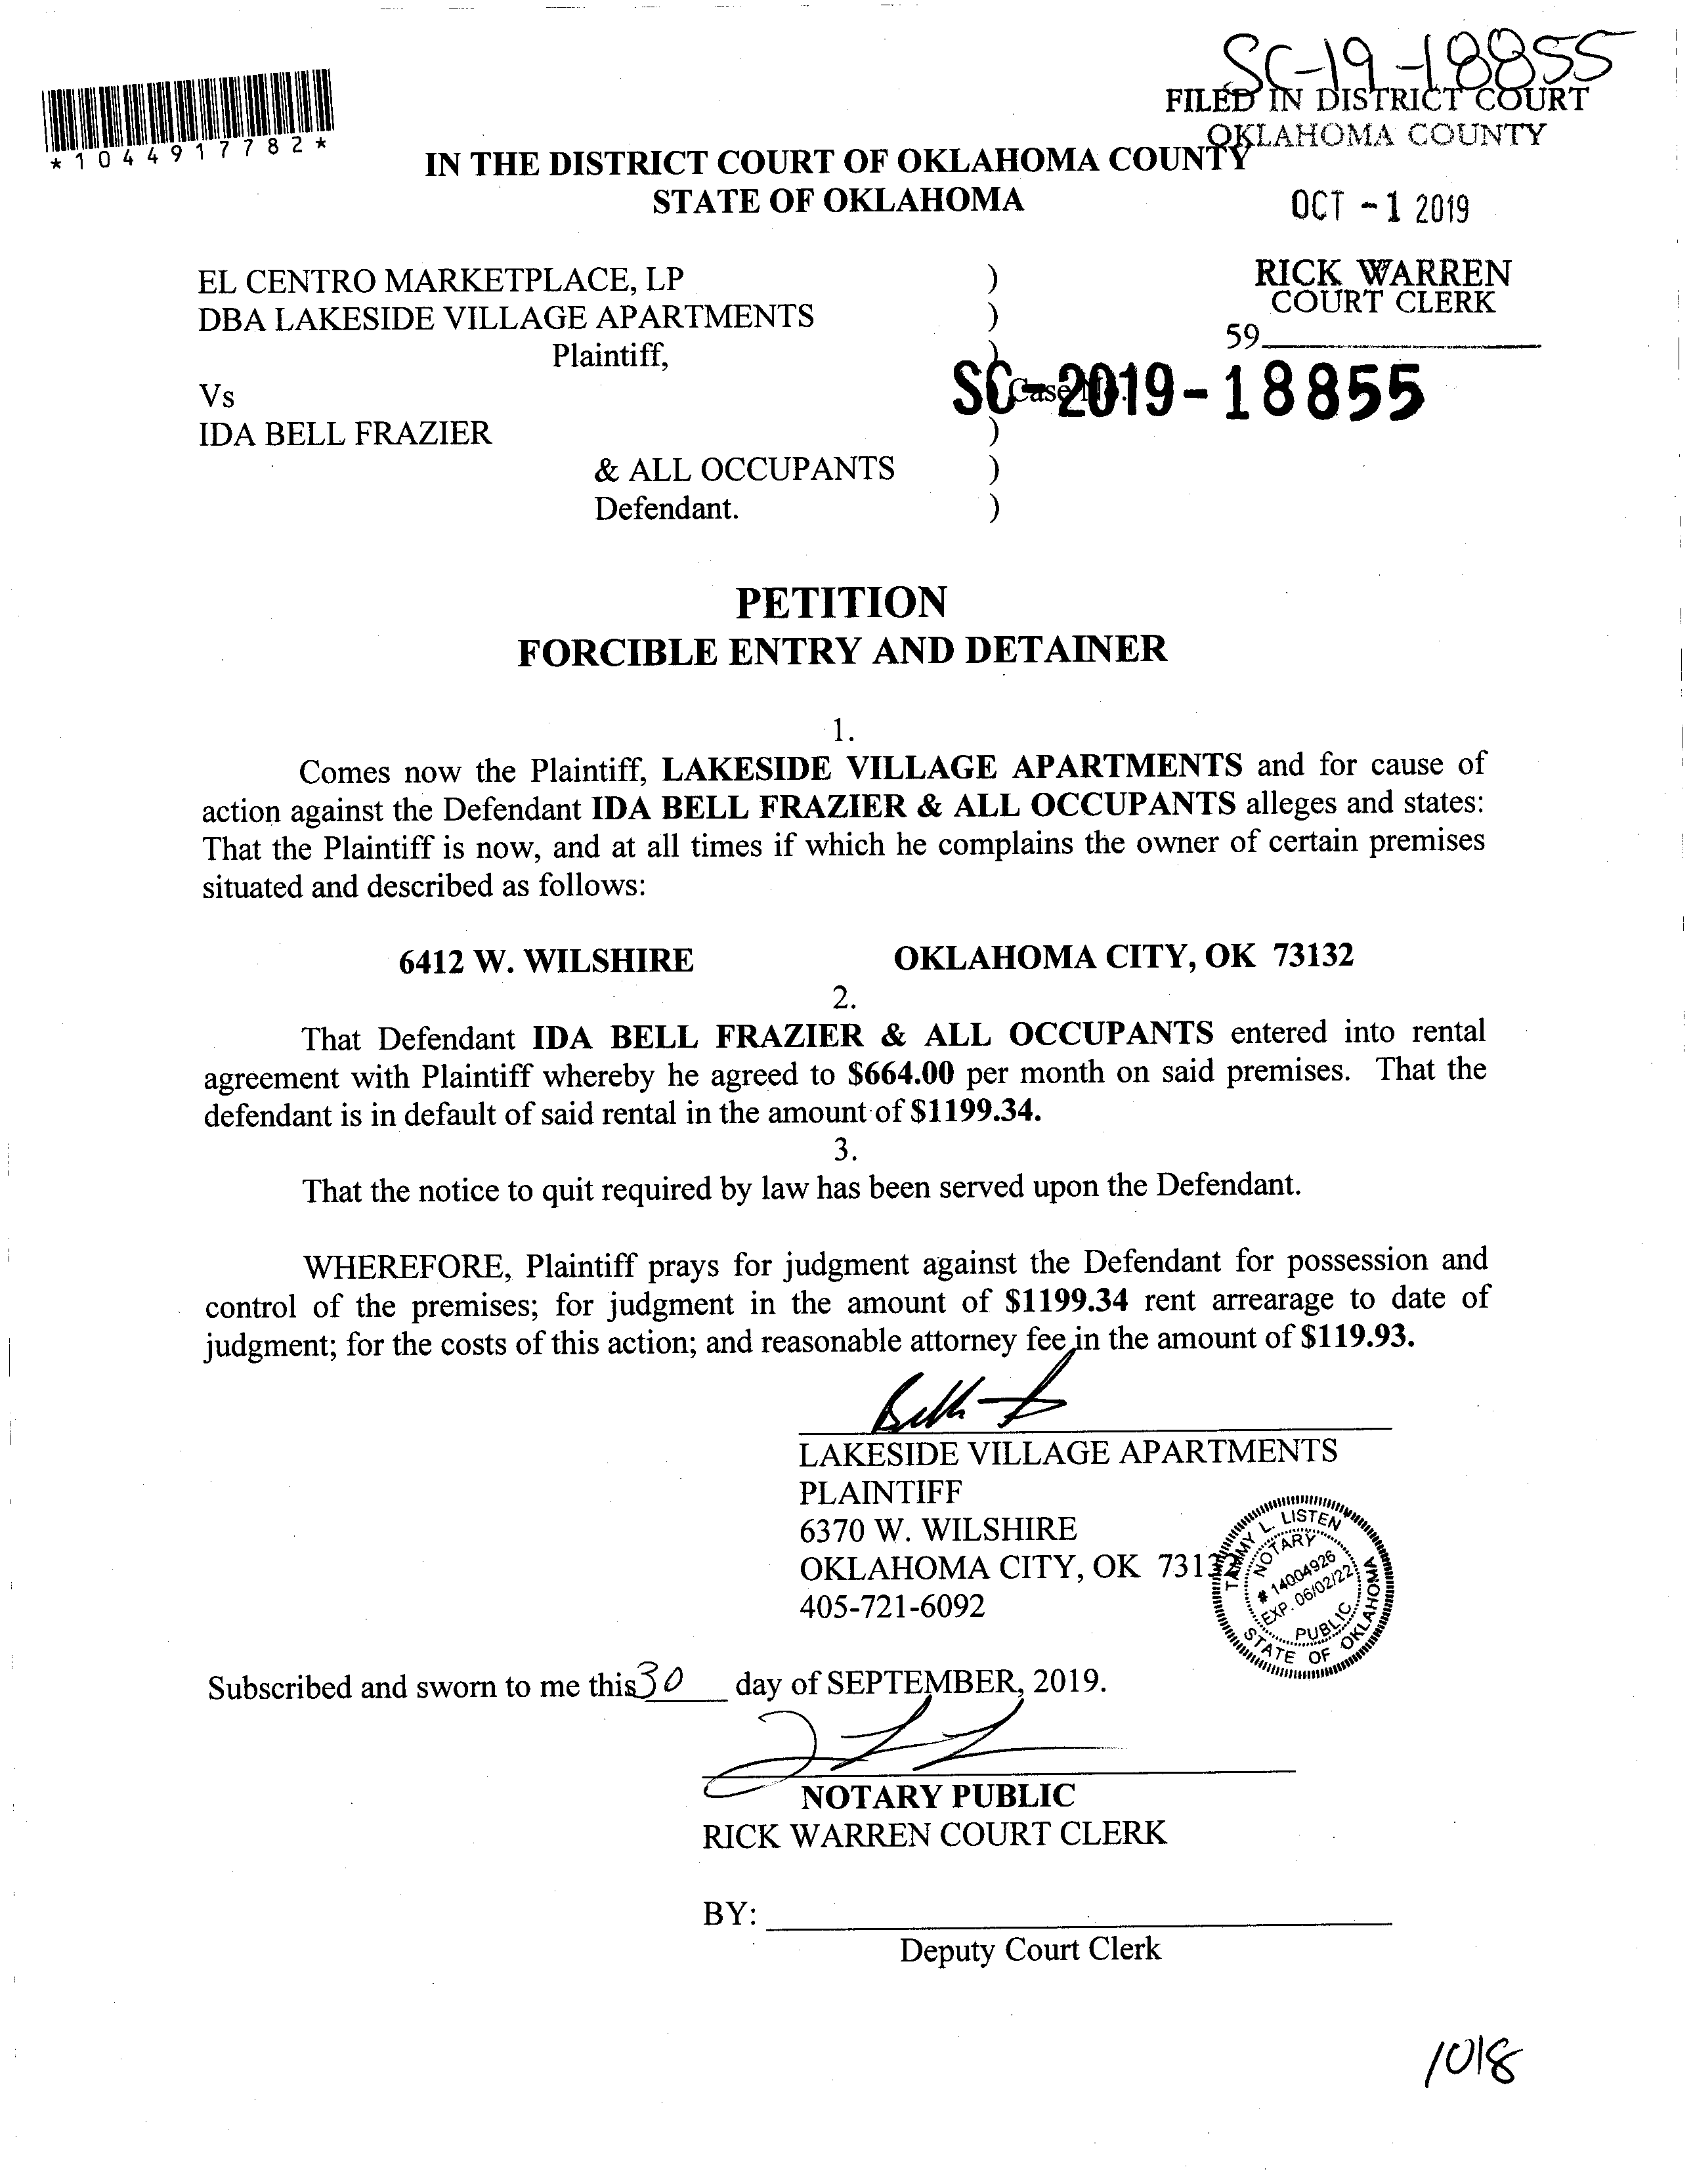 SC-19-18855
FILED IN DISTRICT COURT
OKLAHOMA COUNTY
*1044917782*
IN THE DISTRICT COURT OF OKLAHOMA COUNTY
STATE OF OKLAHOMA
OCT - 1 2019
EL CENTRO MARKETPLACE, LP )
DBA LAKESIDE VILLAGE APARTMENTS )
Plaintiff, )
RICK WARREN
COURT CLERK
59
Vs
Case No.
SC-2019-18855
IDA BELL FRAZIER )
& ALL OCCUPANTS )
Defendant. )
PETITION
FORCIBLE ENTRY AND DETAINER
1.
Comes now the Plaintiff, LAKESIDE VILLAGE APARTMENTS and for cause of
action against the Defendant IDA BELL FRAZIER & ALL OCCUPANTS alleges and states:
That the Plaintiff is now, and at all times if which he complains the owner of certain premises
situated and described as follows:
6412 W. WILSHIRE OKLAHOMA CITY, OK 73132
2.
That Defendant IDA BELL FRAZIER & ALL OCCUPANTS entered into rental
agreement with Plaintiff whereby he agreed to $664.00 per month on said premises. That the
defendant is in default of said rental in the amount of $1199.34.
3.
That the notice to quit required by law has been served upon the Defendant.
WHEREFORE, Plaintiff prays for judgment against the Defendant for possession and
control of the premises; for judgment in the amount of $1199.34 rent arrearage to date of
judgment; for the costs of this action; and reasonable attorney fee in the amount of $119.93.
LAKESIDE VILLAGE APARTMENTS
PLAINTIFF
6370 W. WILSHIRE
OKLAHOMA CITY, OK 73132
405-721-6092
TAMMY L. LISTEN
NOTARY
# 14004926
EXP. 06/02/22
PUBLIC
STATE OF OKLAHOMA
Subscribed and sworn to me this 30 day of SEPTEMBER, 2019.
NOTARY PUBLIC
RICK WARREN COURT CLERK
BY:
Deputy Court Clerk
1018